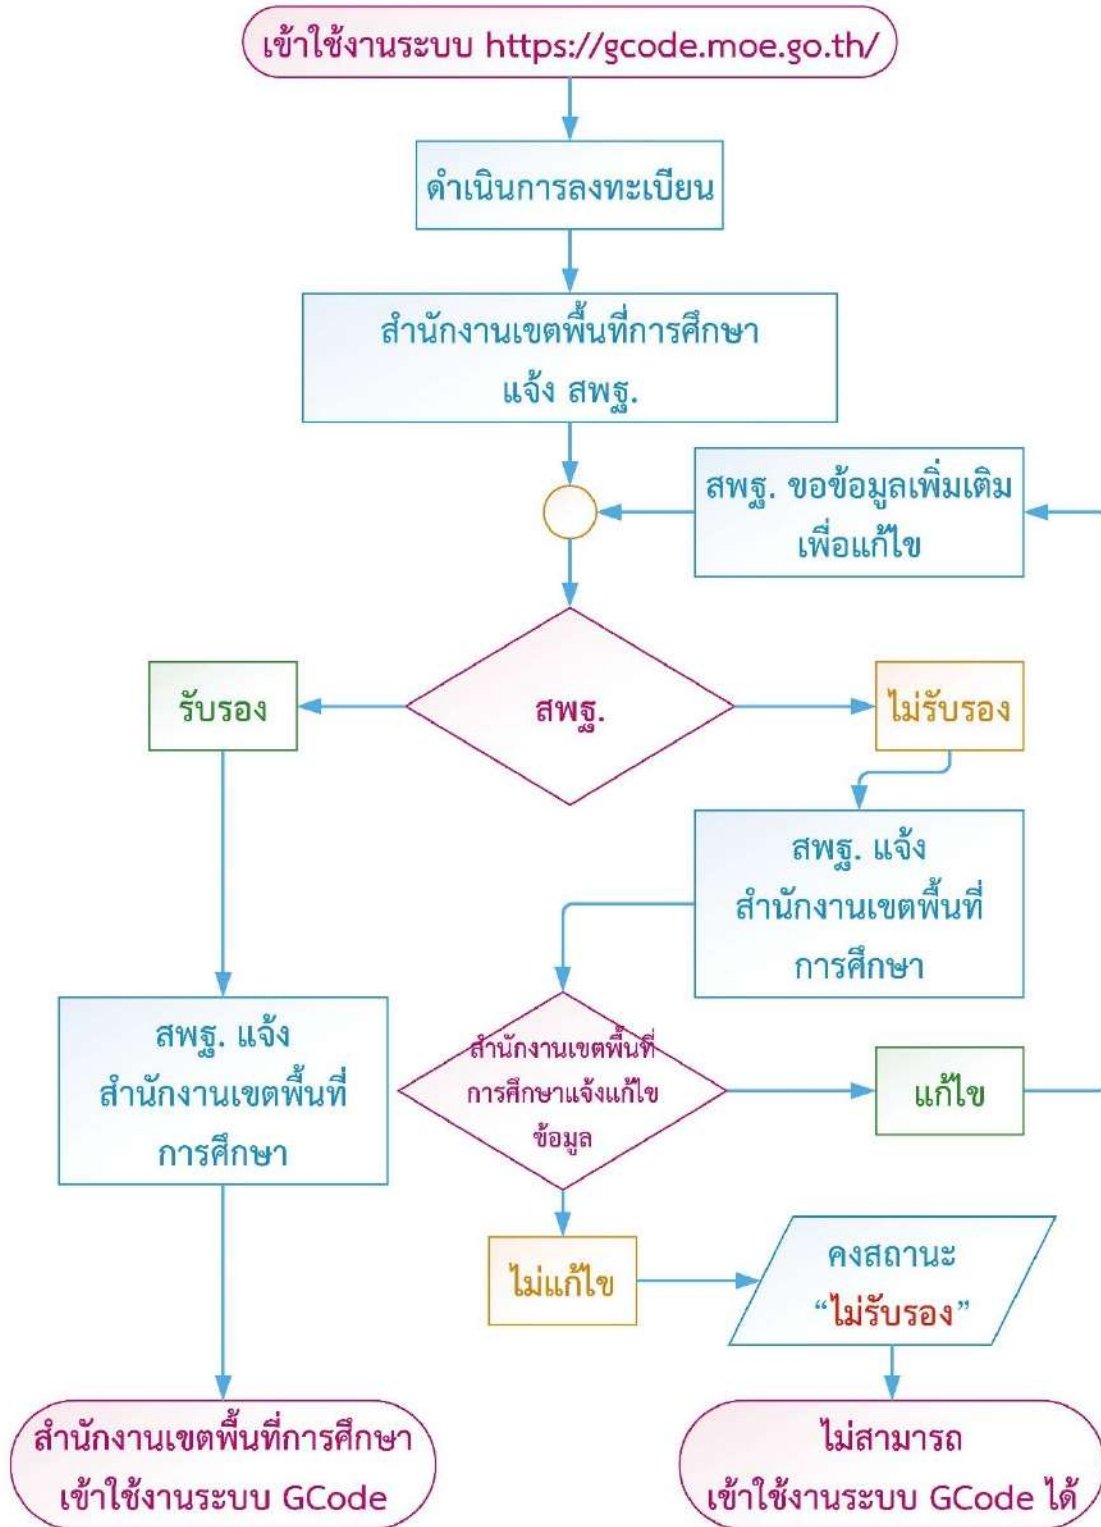 เข้าใช้งานระบบ https://gcode.moe.go.th/
ดำเนินการลงทะเบียน
สำนักงานเขตพื้นที่การศึกษา
แจ้ง สพฐ.
สพฐ. ขอข้อมูลเพิ่มเติม
เพื่อแก้ไข
รับรอง
สพฐ.
ไม่รับรอง
สพฐ. แจ้ง
สำนักงานเขตพื้นที่
การศึกษา
สพฐ. แจ้ง
สำนักงานเขตพื้นที่
การศึกษา
สำนักงานเขตพื้นที่
การศึกษาแจ้งแก้ไข
ข้อมูล
แก้ไข
ไม่แก้ไข
คงสถานะ
“ไม่รับรอง”
สำนักงานเขตพื้นที่การศึกษา
เข้าใช้งานระบบ GCode
ไม่สามารถ
เข้าใช้งานระบบ GCode ได้